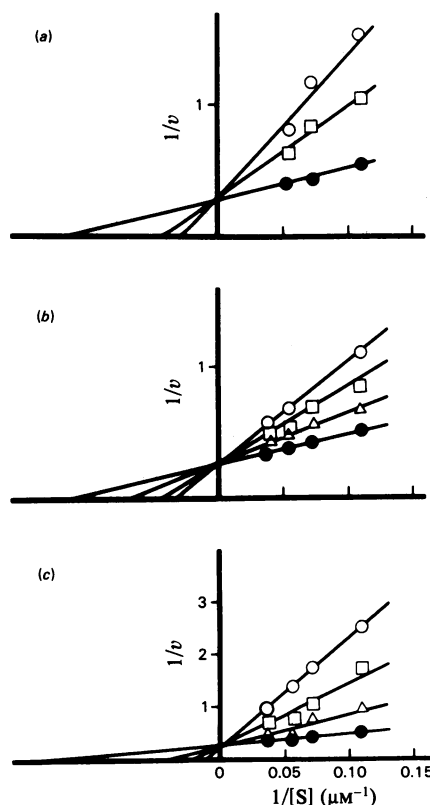 (a)
1
1/v
(b)
1
1/v
(c)
3
2
1
1/v
0 0.05 0.10 0.15
1/[S] (μM⁻¹)